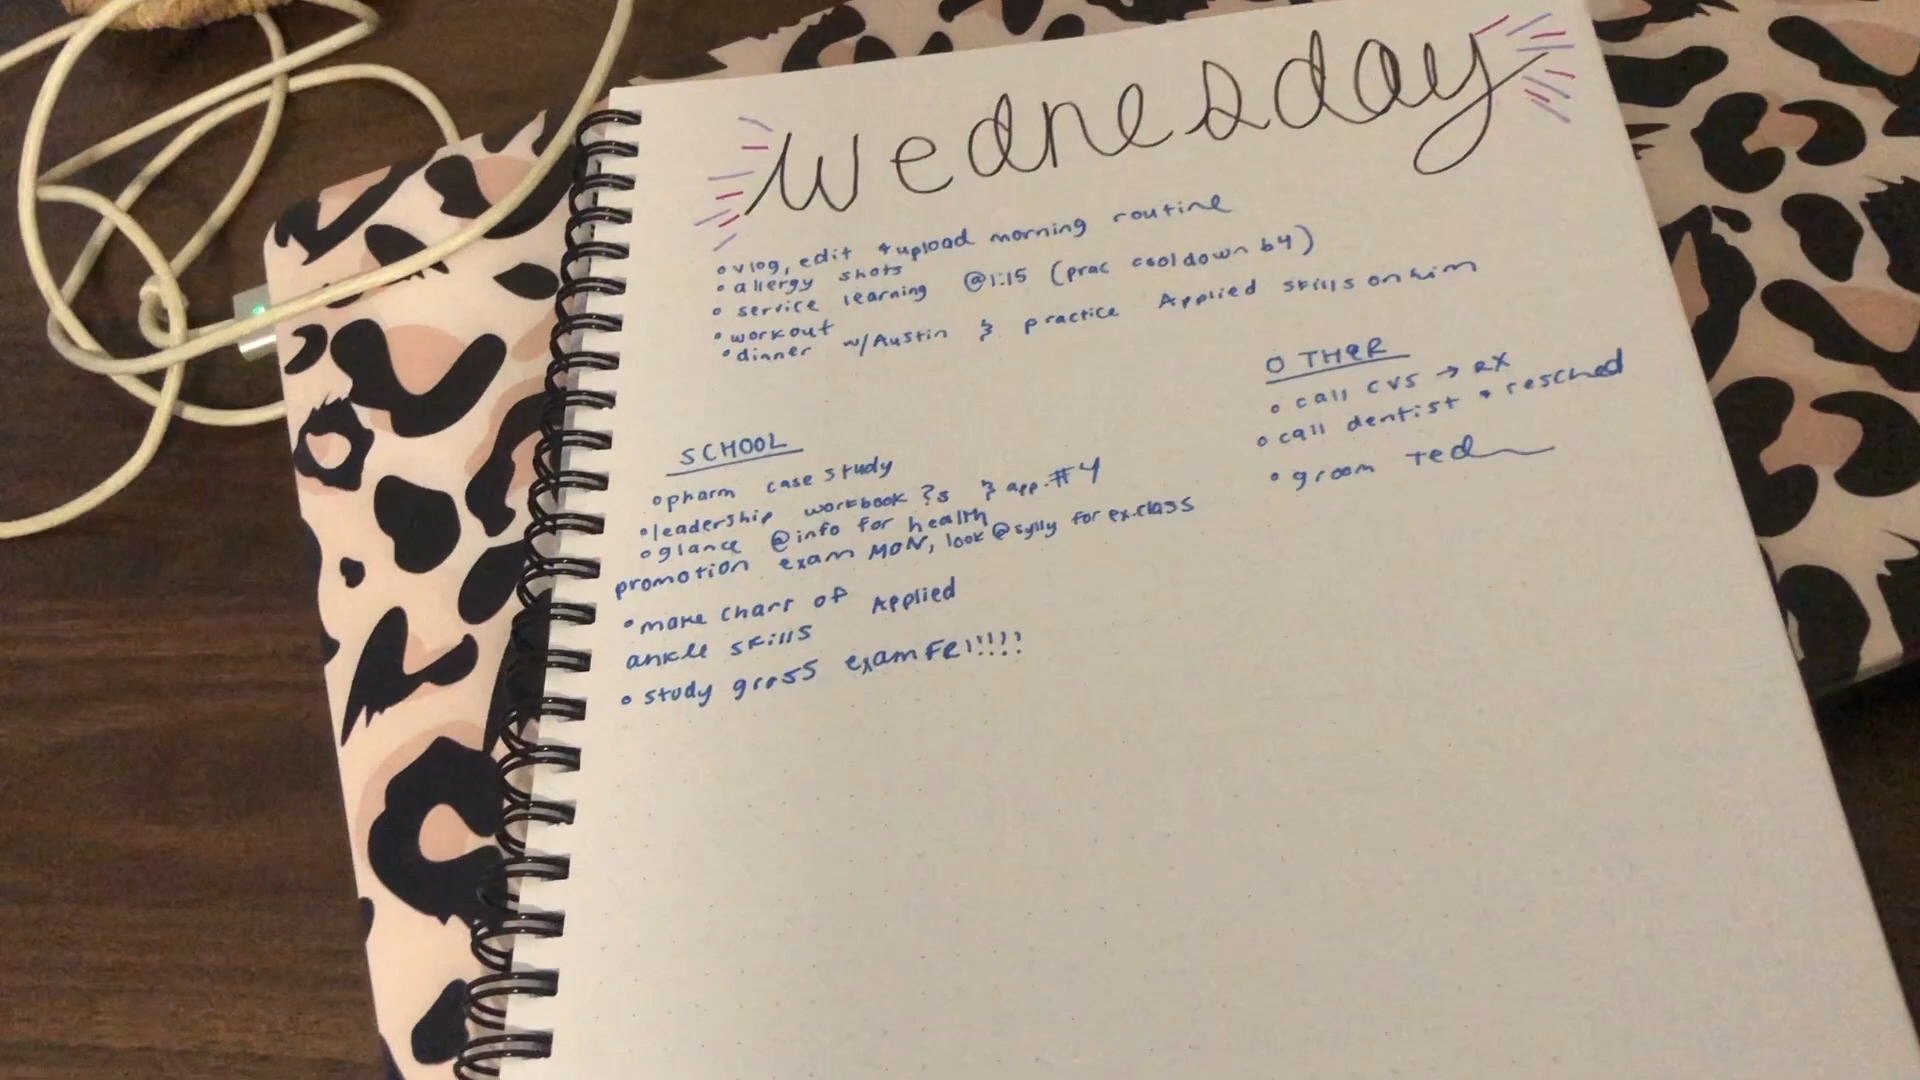 Wednesday
• vlog, edit & upload morning routine
• allergy shots
• service learning @1:15 (prac cooldown b4)
• workout
• dinner w/Austin & practice Applied skills on him
SCHOOL
• pharm case study
• leadership workbook ?s & app. #4
• glance @info for health
promotion exam MON, look @sylly for ex.class
• make chart of Applied
ankle skills
• study gross exam FRI!!!!
OTHER
• call CVS → RX
• call dentist & resched
• groom Ted